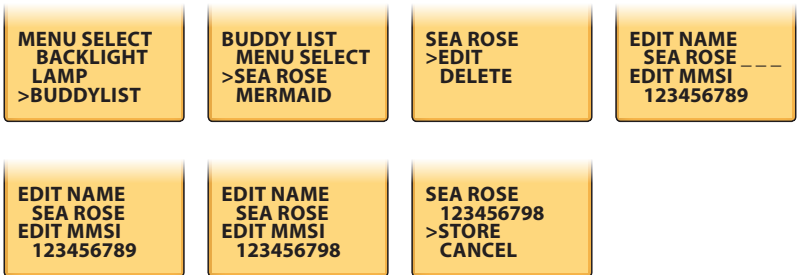 MENU SELECT
BACKLIGHT
LAMP
>BUDDYLIST
BUDDY LIST
MENU SELECT
>SEA ROSE
MERMAID
SEA ROSE
>EDIT
DELETE
EDIT NAME
SEA ROSE _ _ _
EDIT MMSI
123456789
EDIT NAME
SEA ROSE
EDIT MMSI
123456789
EDIT NAME
SEA ROSE
EDIT MMSI
123456798
SEA ROSE
123456798
>STORE
CANCEL